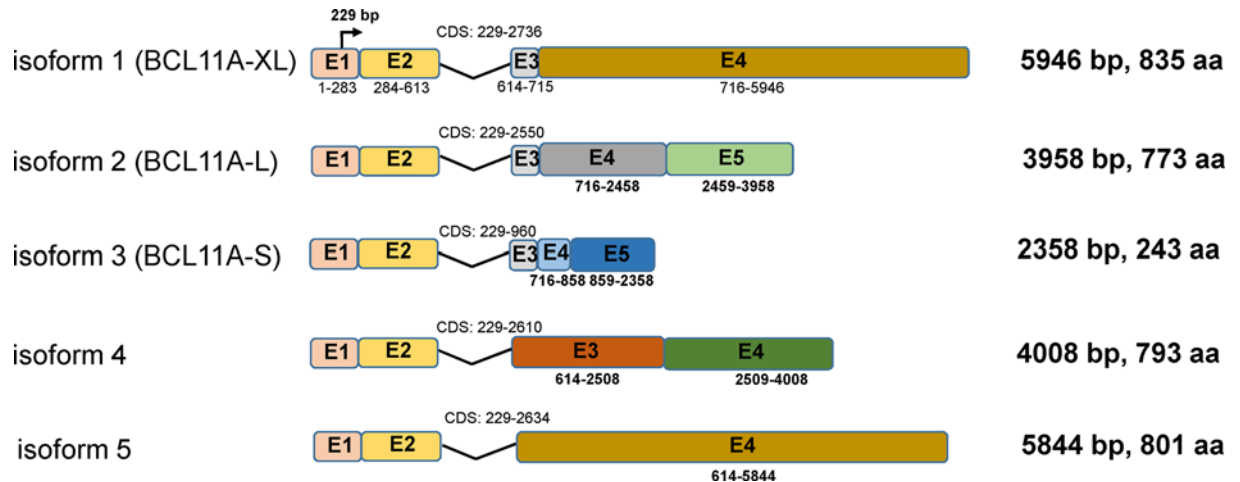 229 bp
CDS: 229-2736
isoform 1 (BCL11A-XL) E1 E2 E3 E4 5946 bp, 835 aa
1-283 284-613 614-715 716-5946
CDS: 229-2550
isoform 2 (BCL11A-L) E1 E2 E3 E4 E5 3958 bp, 773 aa
716-2458 2459-3958
CDS: 229-960
isoform 3 (BCL11A-S) E1 E2 E3 E4 E5 2358 bp, 243 aa
716-858 859-2358
CDS: 229-2610
isoform 4 E1 E2 E3 E4 4008 bp, 793 aa
614-2508 2509-4008
CDS: 229-2634
isoform 5 E1 E2 E4 5844 bp, 801 aa
614-5844